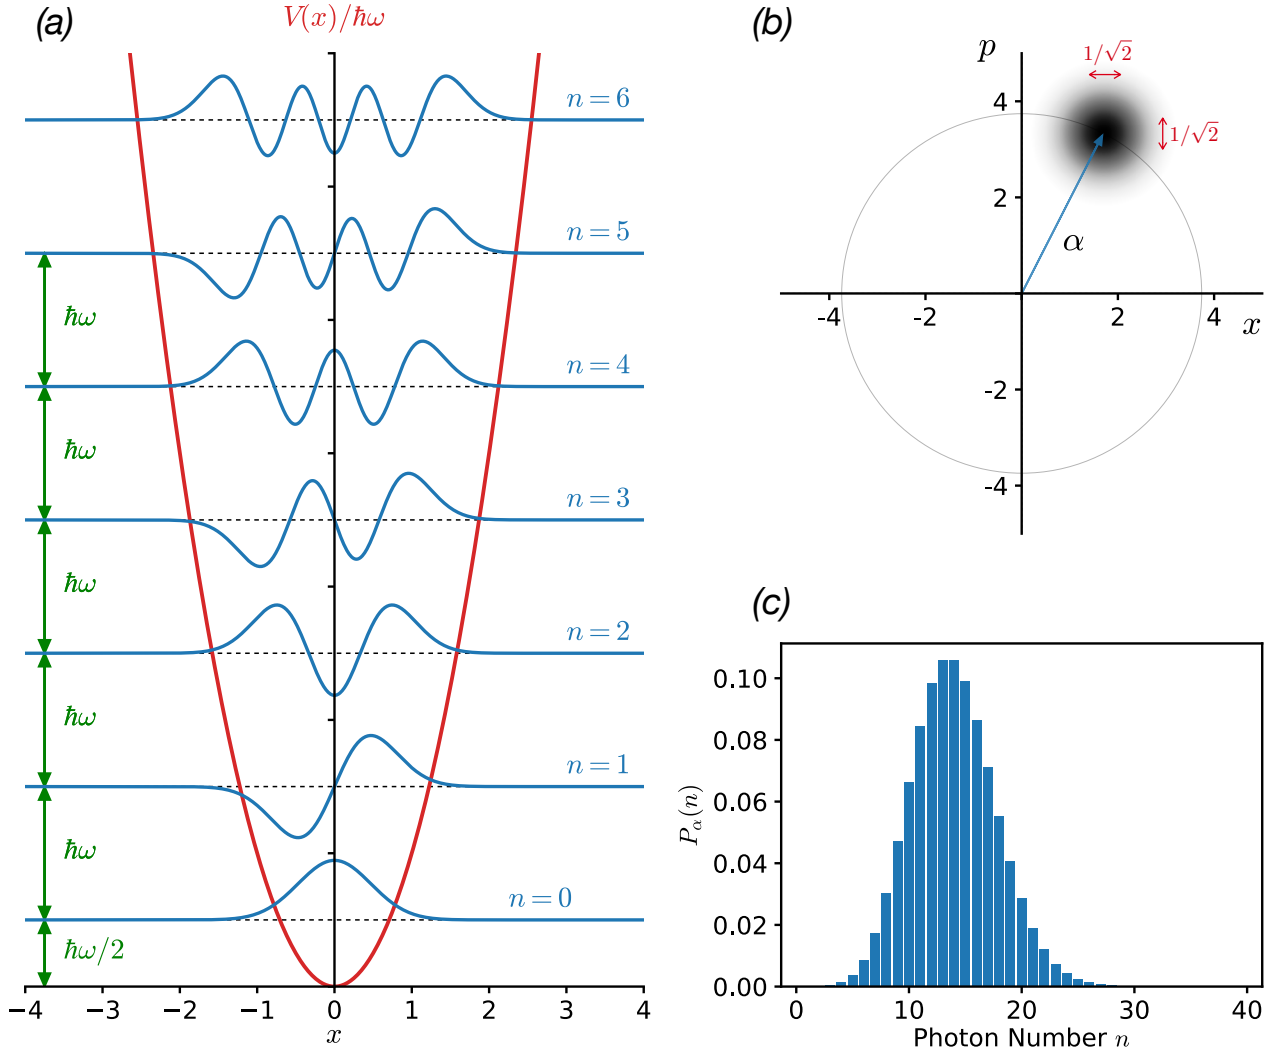 (a)
V(x)/ħω
n = 6
n = 5
n = 4
n = 3
n = 2
n = 1
n = 0
ħω
ħω
ħω
ħω
ħω
ħω/2
−4 −3 −2 −1 0 1 2 3 4
x
(b)
p
1/√2
1/√2
α
4
2
-2
-4
-4 -2 2 4
x
(c)
0.10
0.08
0.06
0.04
0.02
0.00
Pα(n)
0 10 20 30 40
Photon Number n